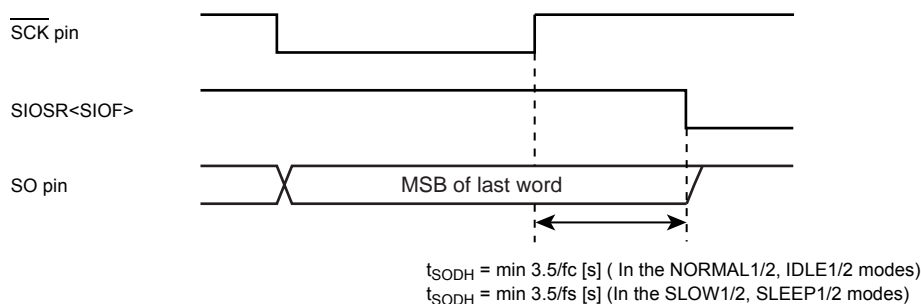 SCK pin
SIOSR<SIOF>
SO pin
MSB of last word
tSODH = min 3.5/fc [s] ( In the NORMAL1/2, IDLE1/2 modes)
tSODH = min 3.5/fs [s] (In the SLOW1/2, SLEEP1/2 modes)